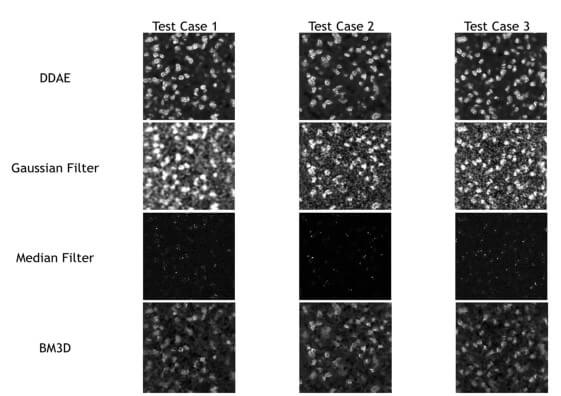 Test Case 1 Test Case 2 Test Case 3
DDAE
Gaussian Filter
Median Filter
BM3D